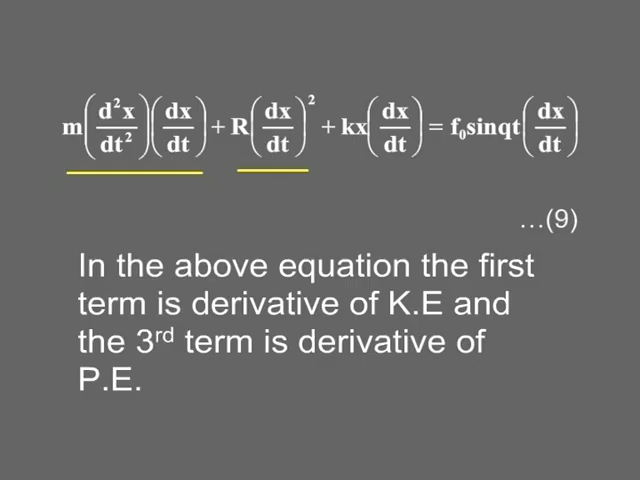 m(d²x/dt²)(dx/dt) + R(dx/dt)² + kx(dx/dt) = f₀sinqt(dx/dt)
…(9)
In the above equation the first
term is derivative of K.E and
the 3rd term is derivative of
P.E.